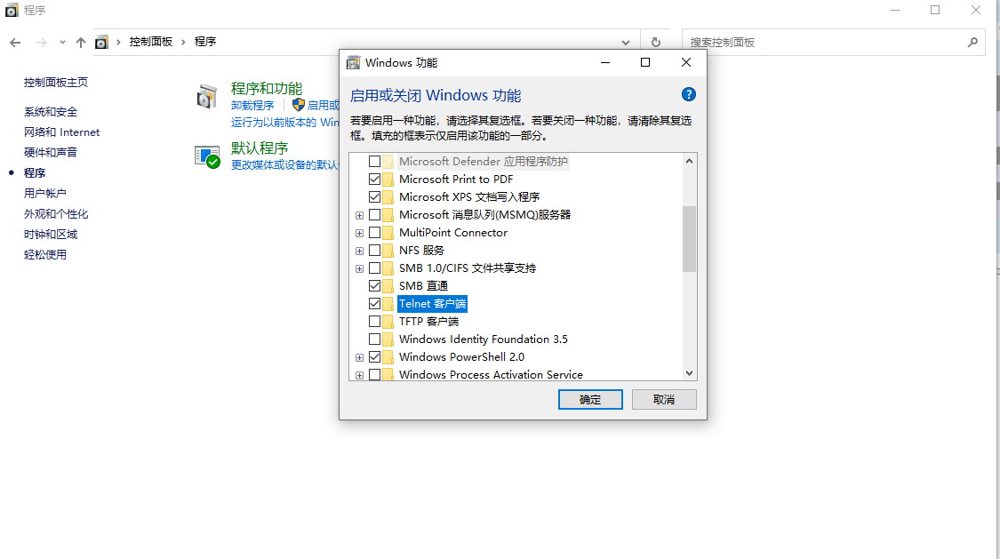 程序
控制面板 程序
搜索控制面板
控制面板主页
系统和安全
网络和 Internet
硬件和声音
程序
用户帐户
外观和个性化
时钟和区域
轻松使用
程序和功能
卸载程序 启用或
运行为以前版本的 Win
默认程序
更改媒体或设备的默认
Windows 功能
启用或关闭 Windows 功能
若要启用一种功能，请选择其复选框。若要关闭一种功能，请清除其复选
框。填充的框表示仅启用该功能的一部分。
Microsoft Defender 应用程序防护
Microsoft Print to PDF
Microsoft XPS 文档写入程序
Microsoft 消息队列(MSMQ)服务器
MultiPoint Connector
NFS 服务
SMB 1.0/CIFS 文件共享支持
SMB 直通
Telnet 客户端
TFTP 客户端
Windows Identity Foundation 3.5
Windows PowerShell 2.0
Windows Process Activation Service
确定 取消